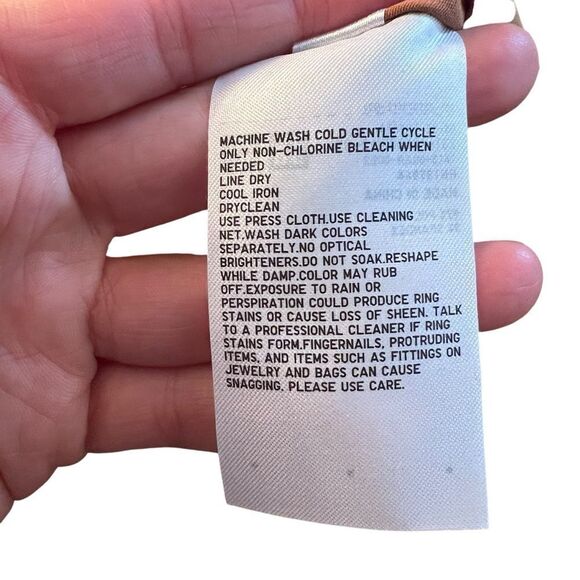 MACHINE WASH COLD GENTLE CYCLE
ONLY NON-CHLORINE BLEACH WHEN
NEEDED
LINE DRY
COOL IRON
DRYCLEAN
USE PRESS CLOTH.USE CLEANING
NET.WASH DARK COLORS
SEPARATELY.NO OPTICAL
BRIGHTENERS.DO NOT SOAK.RESHAPE
WHILE DAMP.COLOR MAY RUB
OFF.EXPOSURE TO RAIN OR
PERSPIRATION COULD PRODUCE RING
STAINS OR CAUSE LOSS OF SHEEN. TALK
TO A PROFESSIONAL CLEANER IF RING
STAINS FORM.FINGERNAILS, PROTRUDING
ITEMS, AND ITEMS SUCH AS FITTINGS ON
JEWELRY AND BAGS CAN CAUSE
SNAGGING. PLEASE USE CARE.